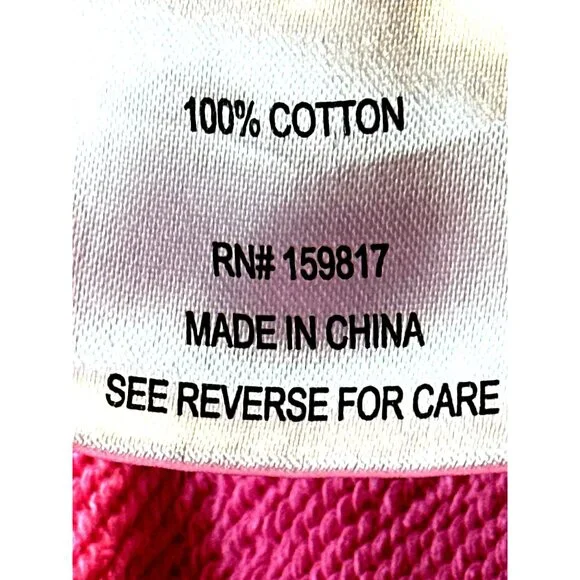 100% COTTON
RN# 159817
MADE IN CHINA
SEE REVERSE FOR CARE